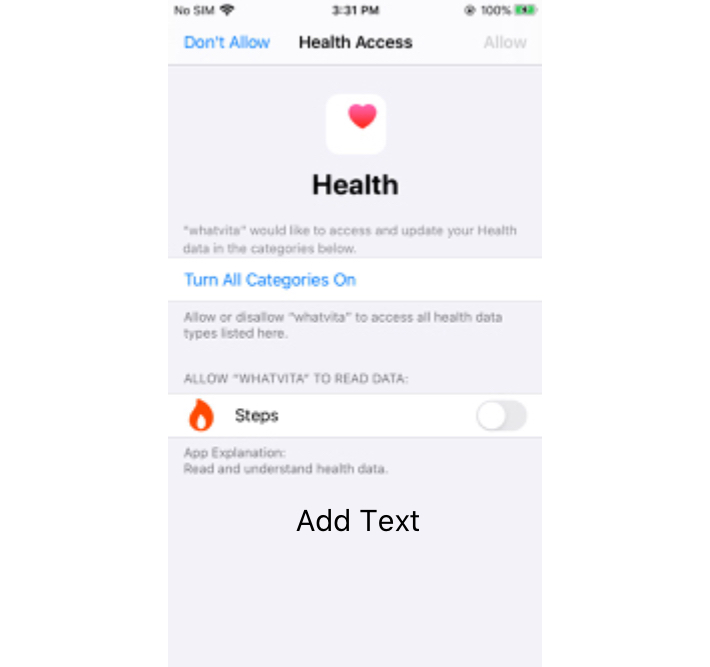 No SIM 3:31 PM 100%
Don't Allow Health Access Allow
Health
"whatvita" would like to access and update your Health
data in the categories below.
Turn All Categories On
Allow or disallow "whatvita" to access all health data
types listed here.
ALLOW "WHATVITA" TO READ DATA:
Steps
App Explanation:
Read and understand health data.
Add Text